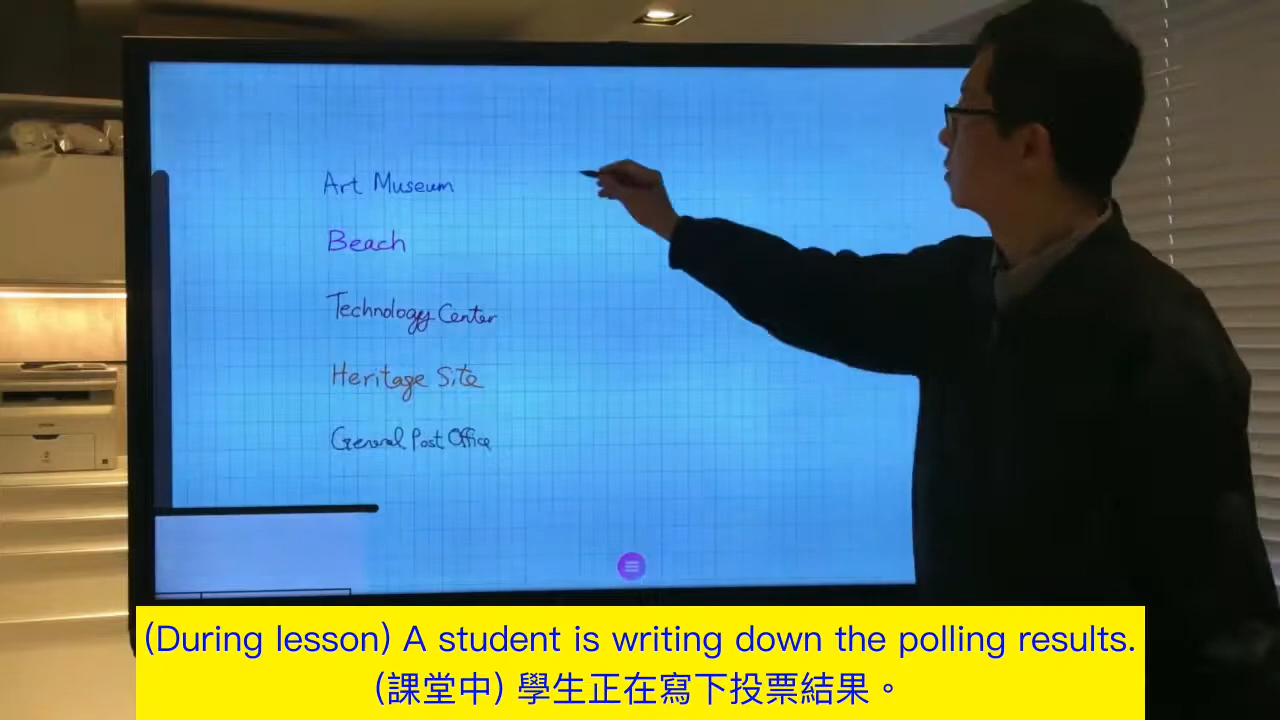 Art Museum
Beach
Technology Center
Heritage Site
General Post Office
(During lesson) A student is writing down the polling results.
(課堂中) 學生正在寫下投票結果。